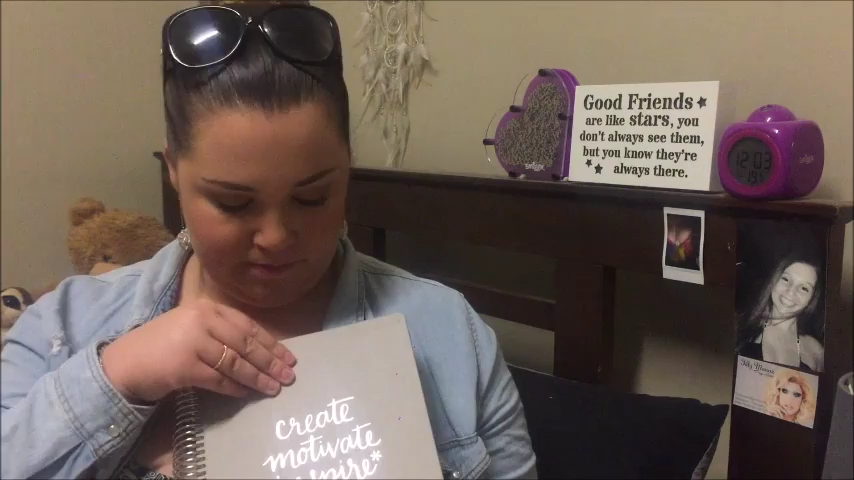 Good Friends
are like stars, you
don't always see them,
but you know they're
always there.
12:03
create
motivate
inspire*